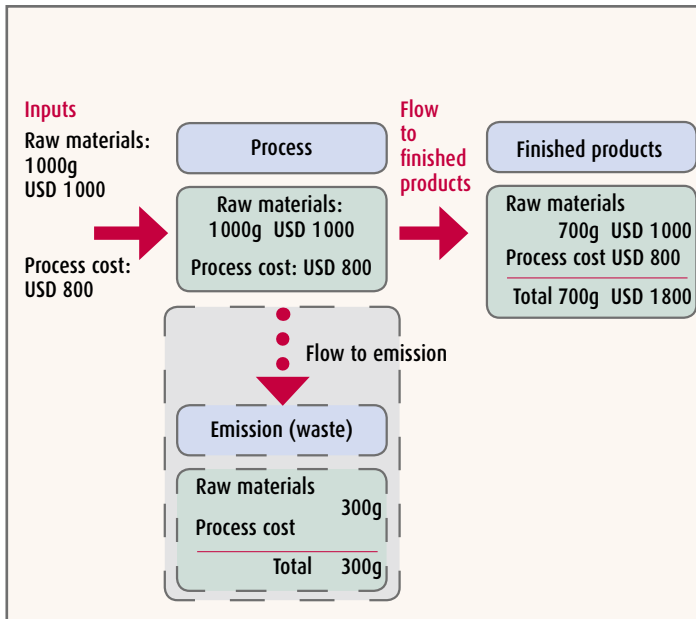 Inputs
Raw materials:
1000g
USD 1000
Process cost:
USD 800
Process
Raw materials:
1000g USD 1000
Process cost: USD 800
Flow
to
finished
products
Finished products
Raw materials
700g USD 1000
Process cost USD 800
Total 700g USD 1800
Flow to emission
Emission (waste)
Raw materials
300g
Process cost
Total 300g